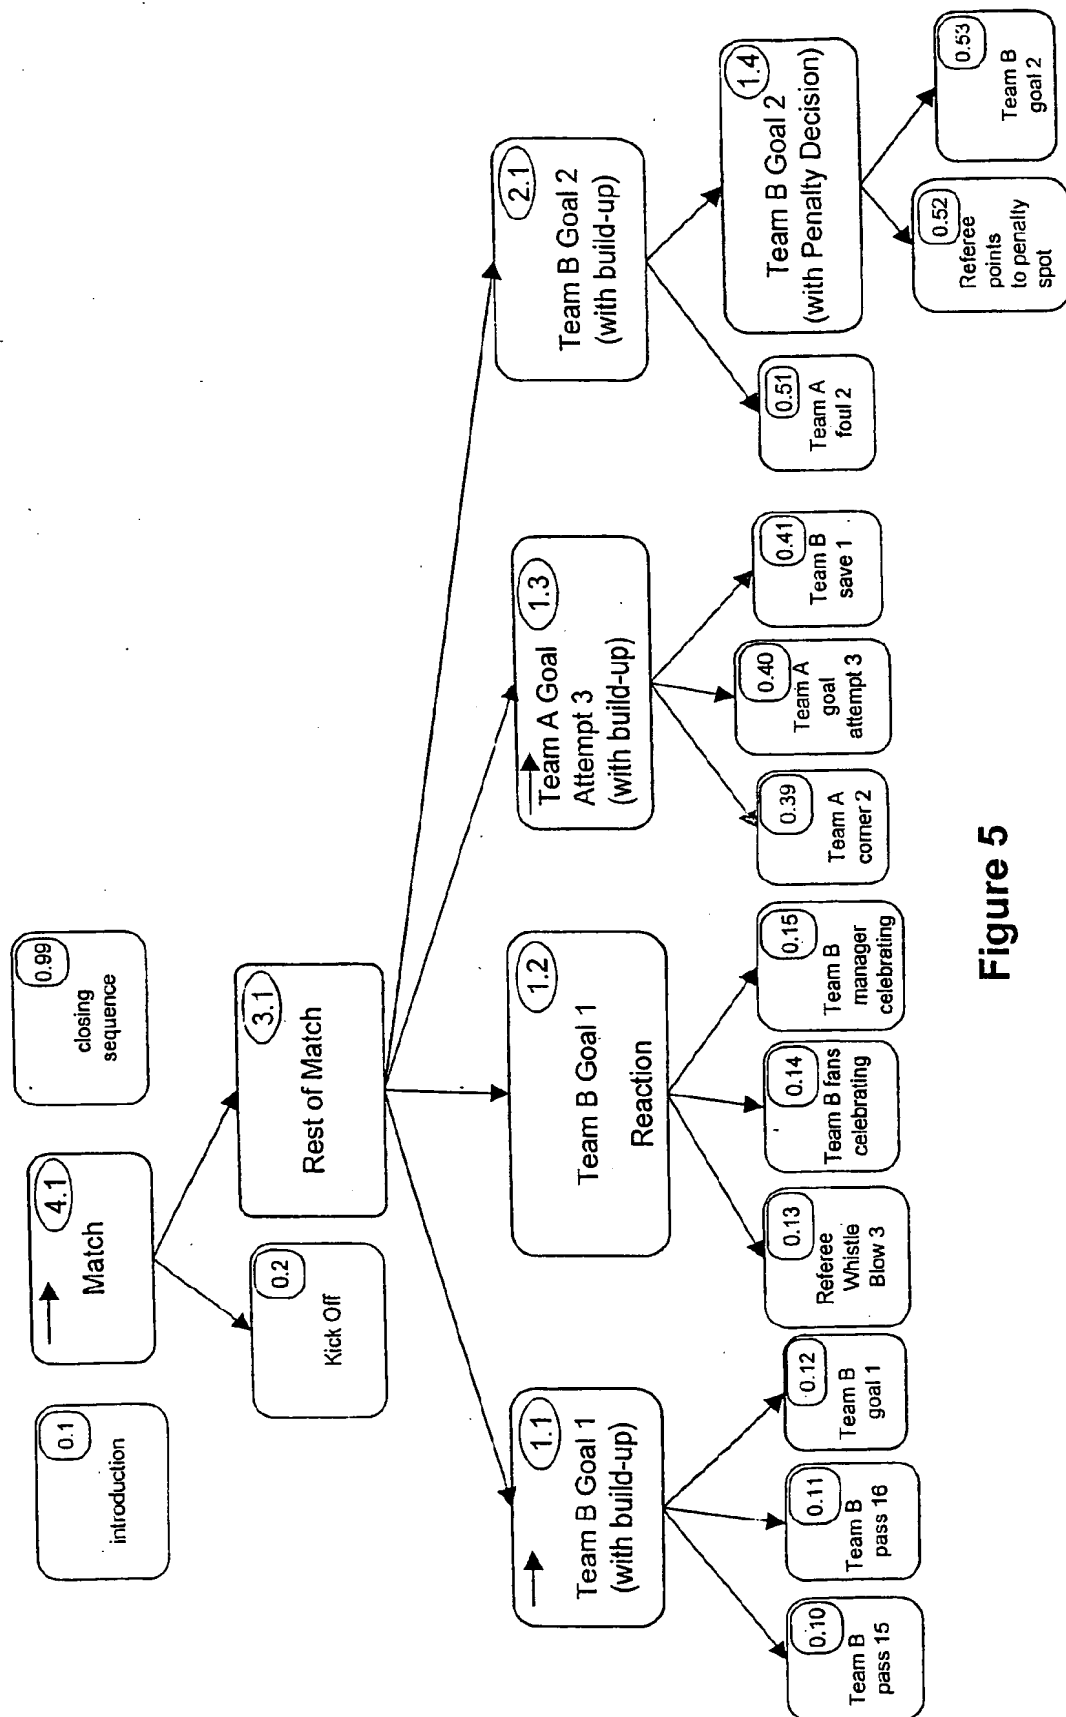 0.1
introduction
4.1
Match
0.99
closing
sequence
0.2
Kick Off
3.1
Rest of Match
1.1
Team B Goal 1
(with build-up)
1.2
Team B Goal 1
Reaction
1.3
Team A Goal
Attempt 3
(with build-up)
2.1
Team B Goal 2
(with build-up)
0.10
Team B
pass 15
0.11
Team B
pass 16
0.12
Team B
goal 1
0.13
Referee
Whistle
Blow 3
0.14
Team B fans
celebrating
0.15
Team B
manager
celebrating
0.39
Team A
corner 2
0.40
Team A
goal
attempt 3
0.41
Team B
save 1
0.51
Team A
foul 2
1.4
Team B Goal 2
(with Penalty Decision)
0.52
Referee
points
to penalty
spot
0.53
Team B
goal 2
Figure 5